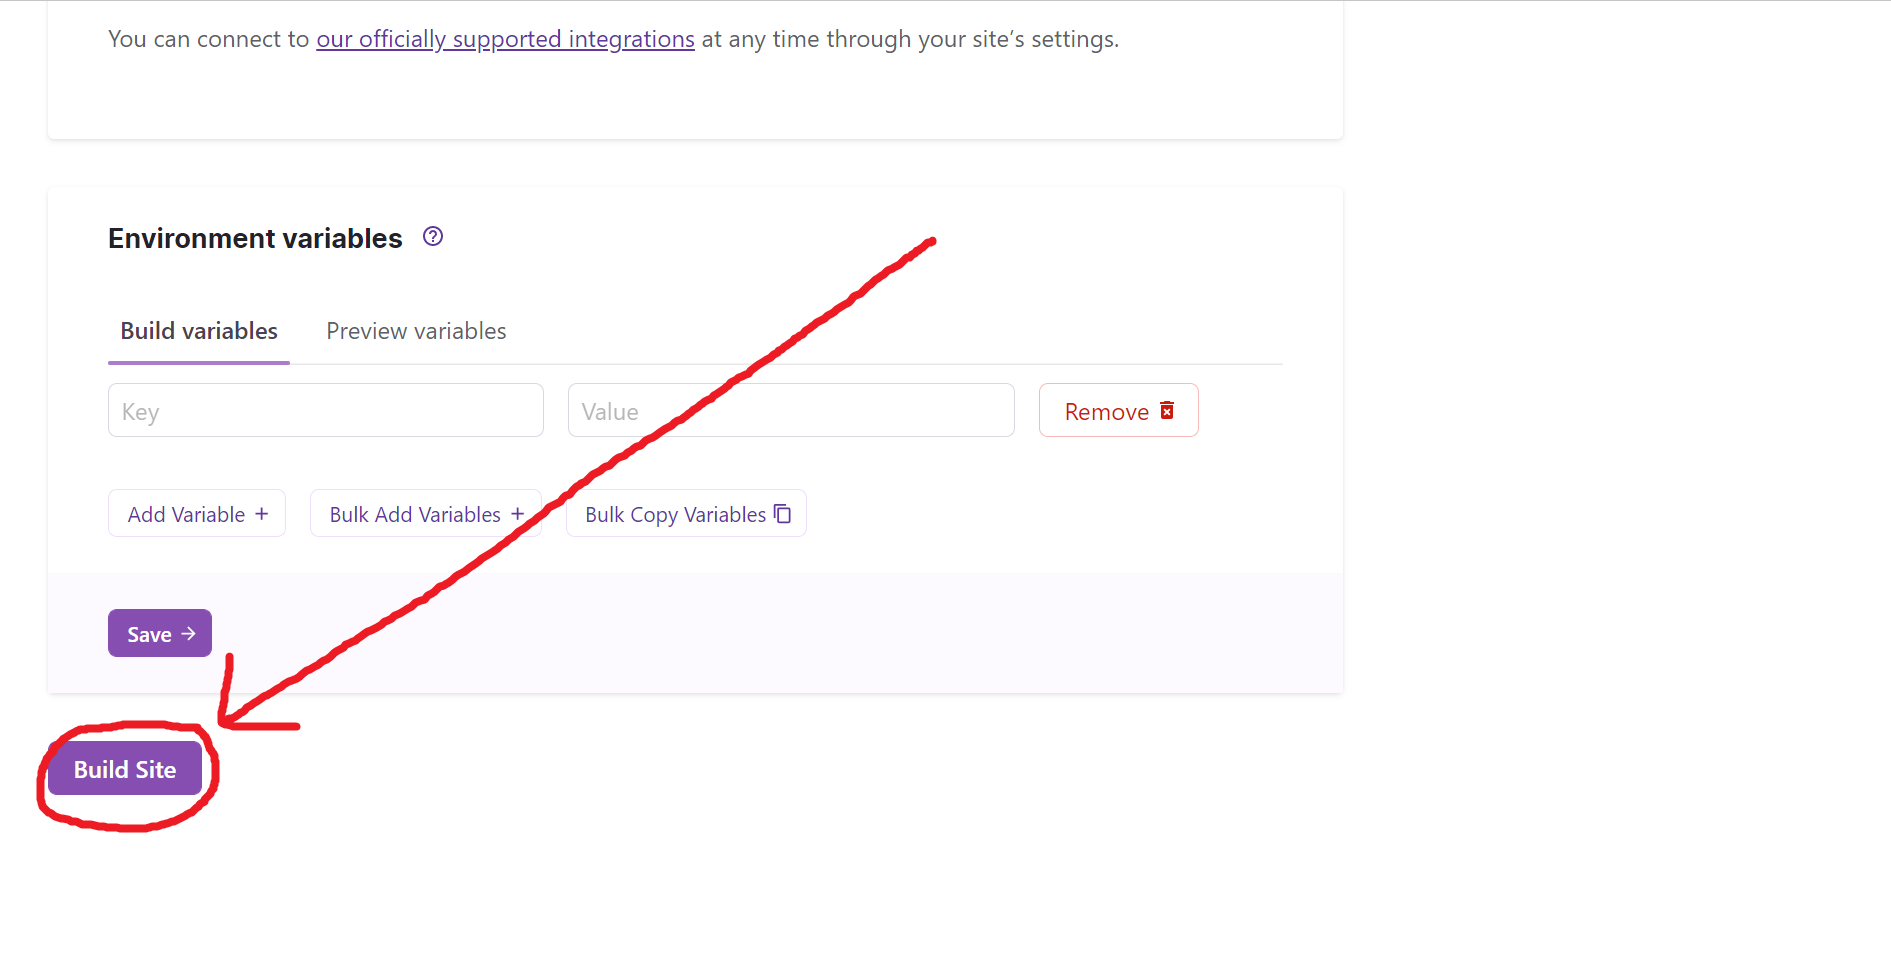 You can connect to our officially supported integrations at any time through your site’s settings.
Environment variables
Build variables Preview variables
Key Value Remove
Add Variable + Bulk Add Variables + Bulk Copy Variables
Save →
Build Site